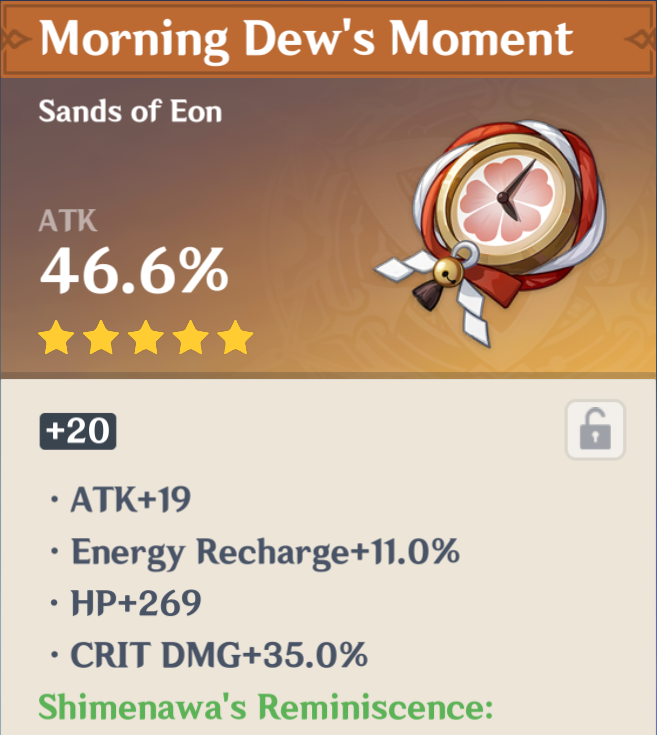 Morning Dew's Moment
Sands of Eon
ATK
46.6%
+20
· ATK+19
· Energy Recharge+11.0%
· HP+269
· CRIT DMG+35.0%
Shimenawa's Reminiscence: